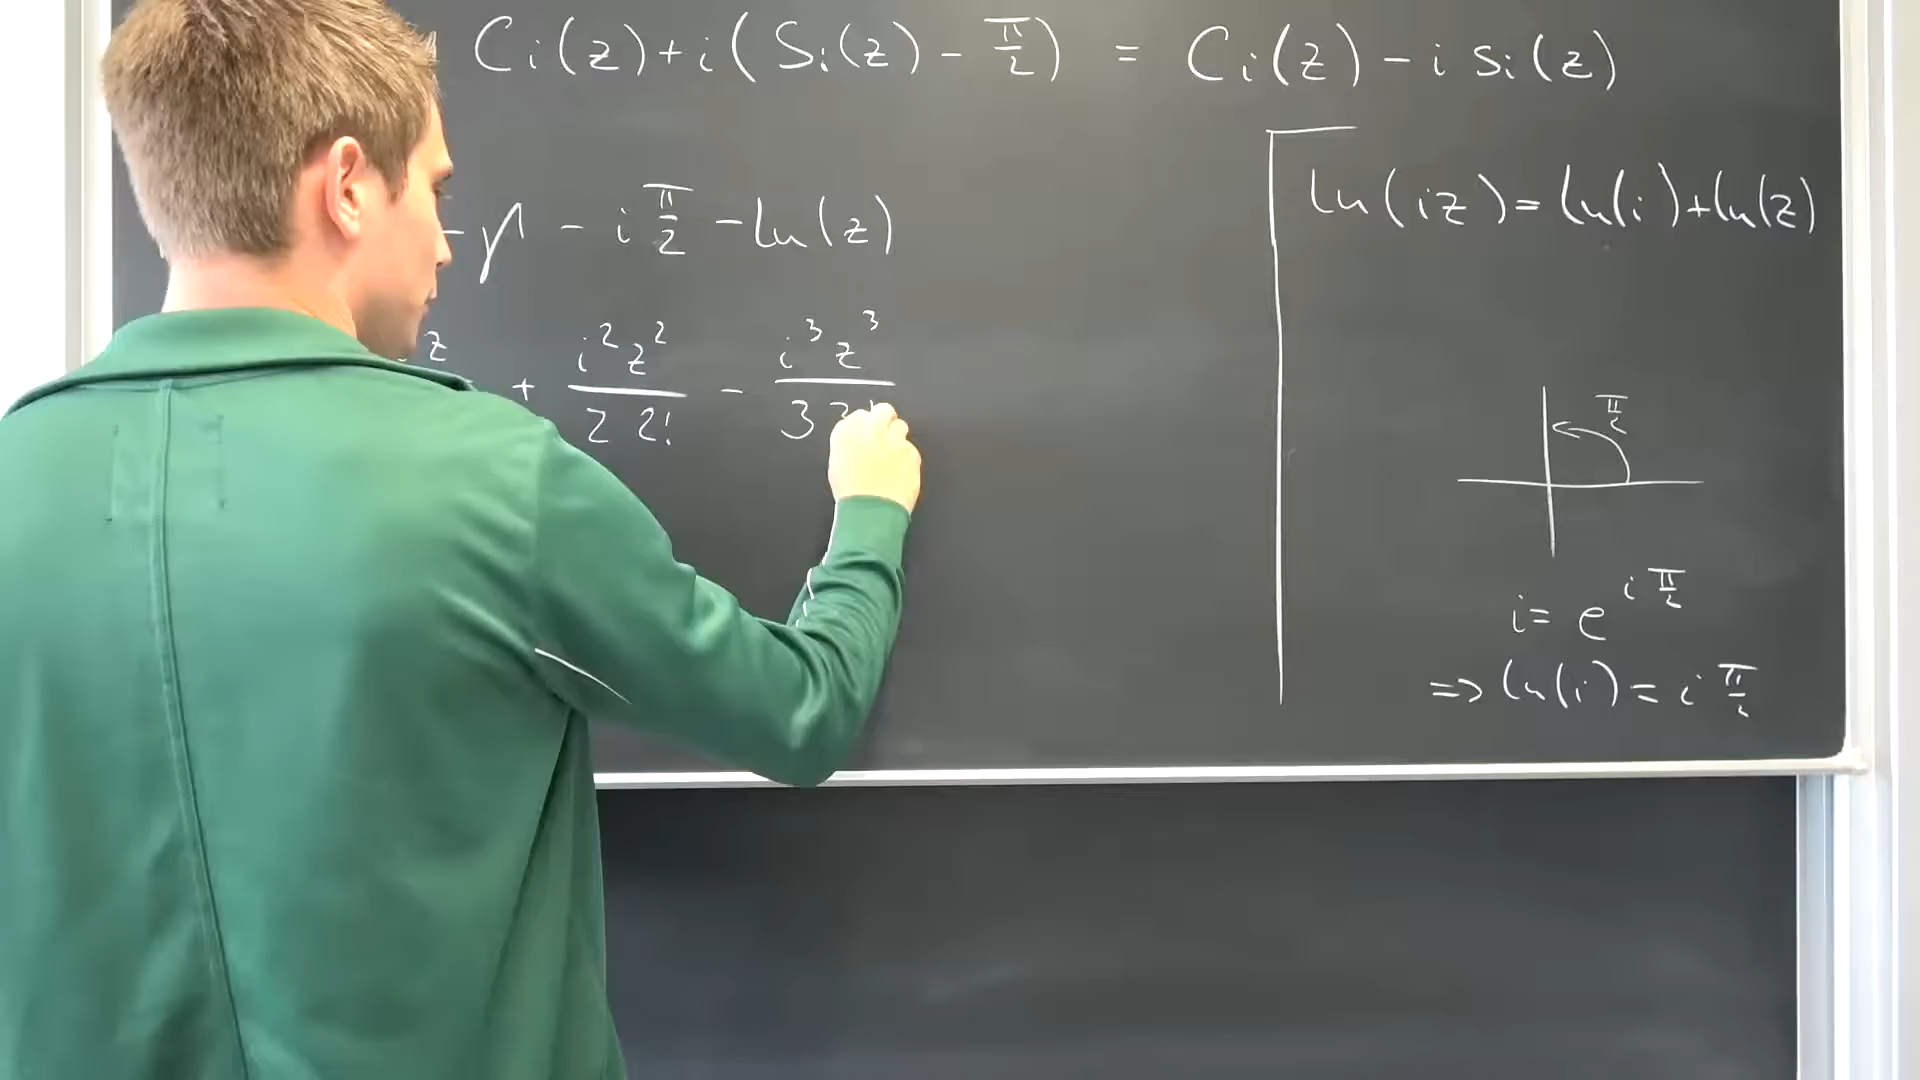 Ci(z)+i(Si(z)-π/2) = Ci(z)-i si(z)
-γ - i π/2 - ln(z)
z + i²z²/2 2! - i³z³/3
ln(iz)=ln(i)+ln(z)
π/2
i= e^{i π/2}
=> ln(i) = i π/2